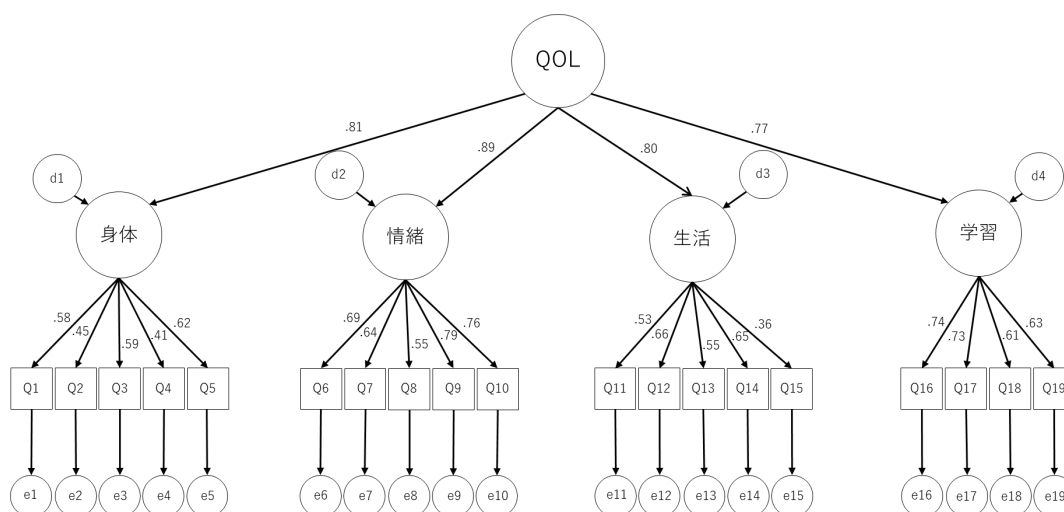 QOL
.81
.89
.80
.77
d1
d2
d3
d4
身体
情緒
生活
学習
.58
.45
.59
.41
.62
.69
.64
.55
.79
.76
.53
.66
.55
.65
.36
.74
.73
.61
.63
Q1
Q2
Q3
Q4
Q5
Q6
Q7
Q8
Q9
Q10
Q11
Q12
Q13
Q14
Q15
Q16
Q17
Q18
Q19
e1
e2
e3
e4
e5
e6
e7
e8
e9
e10
e11
e12
e13
e14
e15
e16
e17
e18
e19